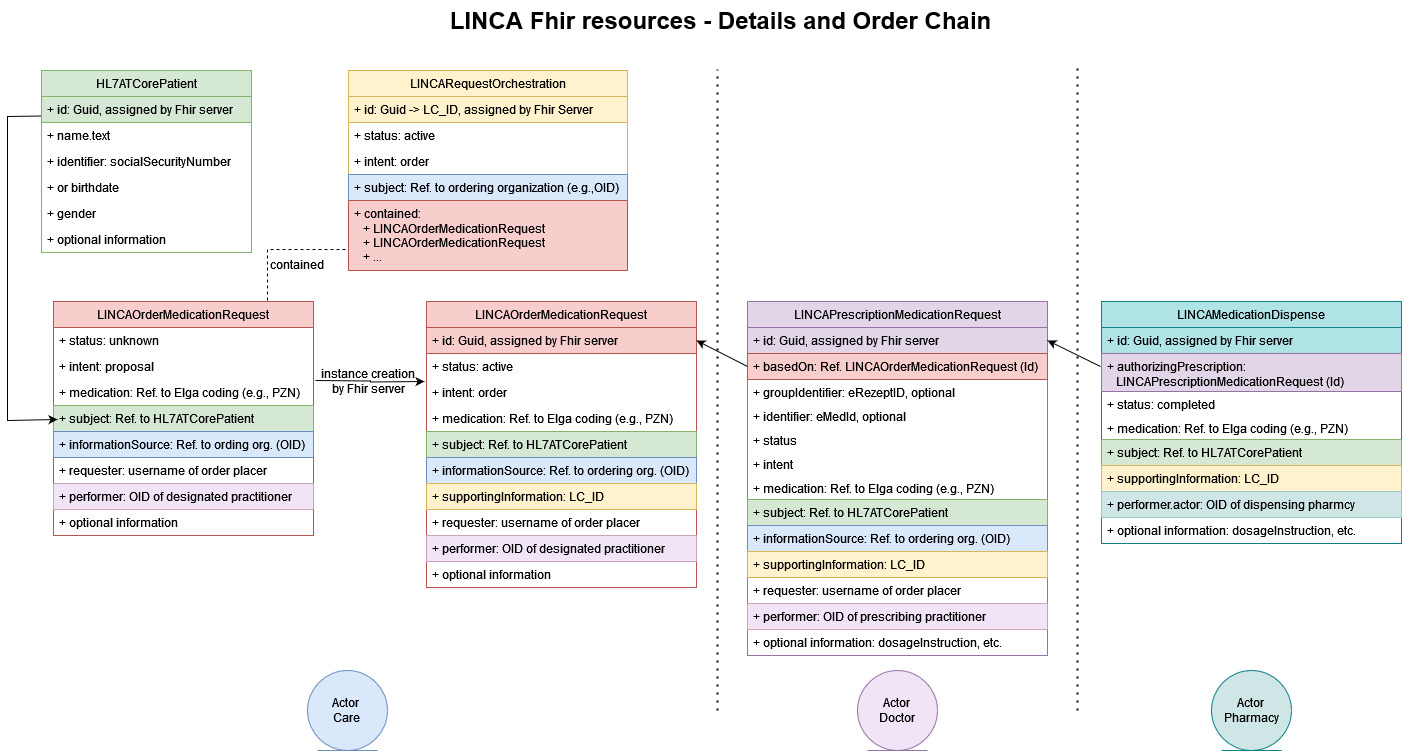 LINCA Fhir resources - Details and Order Chain
HL7ATCorePatient
+ id: Guid, assigned by Fhir server
+ name.text
+ identifier: socialSecurityNumber
+ or birthdate
+ gender
+ optional information
LINCARequestOrchestration
+ id: Guid -> LC_ID, assigned by Fhir Server
+ status: active
+ intent: order
+ subject: Ref. to ordering organization (e.g.,OID)
+ contained:
+ LINCAOrderMedicationRequest
+ LINCAOrderMedicationRequest
+ ...
contained
LINCAOrderMedicationRequest
+ status: unknown
+ intent: proposal
+ medication: Ref. to Elga coding (e.g., PZN)
+ subject: Ref. to HL7ATCorePatient
+ informationSource: Ref. to ording org. (OID)
+ requester: username of order placer
+ performer: OID of designated practitioner
+ optional information
instance creation
by Fhir server
LINCAOrderMedicationRequest
+ id: Guid, assigned by Fhir server
+ status: active
+ intent: order
+ medication: Ref. to Elga coding (e.g., PZN)
+ subject: Ref. to HL7ATCorePatient
+ informationSource: Ref. to ordering org. (OID)
+ supportingInformation: LC_ID
+ requester: username of order placer
+ performer: OID of designated practitioner
+ optional information
LINCAPrescriptionMedicationRequest
+ id: Guid, assigned by Fhir server
+ basedOn: Ref. LINCAOrderMedicationRequest (Id)
+ groupIdentifier: eRezeptID, optional
+ identifier: eMedId, optional
+ status
+ intent
+ medication: Ref. to Elga coding (e.g., PZN)
+ subject: Ref. to HL7ATCorePatient
+ informationSource: Ref. to ordering org. (OID)
+ supportingInformation: LC_ID
+ requester: username of order placer
+ performer: OID of prescribing practitioner
+ optional information: dosageInstruction, etc.
LINCAMedicationDispense
+ id: Guid, assigned by Fhir server
+ authorizingPrescription:
LINCAPrescriptionMedicationRequest (Id)
+ status: completed
+ medication: Ref. to Elga coding (e.g., PZN)
+ subject: Ref. to HL7ATCorePatient
+ supportingInformation: LC_ID
+ performer.actor: OID of dispensing pharmcy
+ optional information: dosageInstruction, etc.
Actor
Care
Actor
Doctor
Actor
Pharmacy